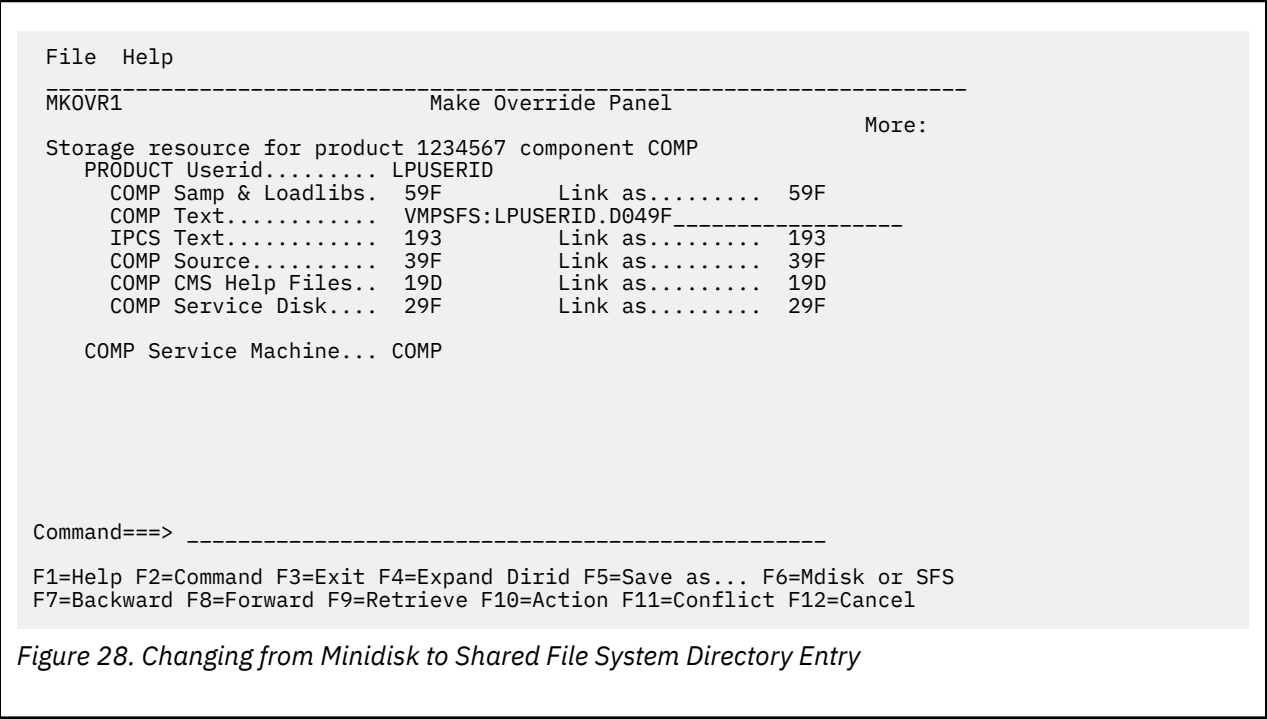 File  Help
________________________________________________________________________
MKOVR1                        Make Override Panel
More:
Storage resource for product 1234567 component COMP
PRODUCT Userid......... LPUSERID
COMP Samp & Loadlibs.  59F         Link as.........  59F
COMP Text............  VMPSFS:LPUSERID.D049F__________________
IPCS Text............  193         Link as.........  193
COMP Source..........  39F         Link as.........  39F
COMP CMS Help Files..  19D         Link as.........  19D
COMP Service Disk....  29F         Link as.........  29F
COMP Service Machine... COMP
Command===> __________________________________________________
F1=Help F2=Command F3=Exit F4=Expand Dirid F5=Save as... F6=Mdisk or SFS
F7=Backward F8=Forward F9=Retrieve F10=Action F11=Conflict F12=Cancel
Figure 28. Changing from Minidisk to Shared File System Directory Entry